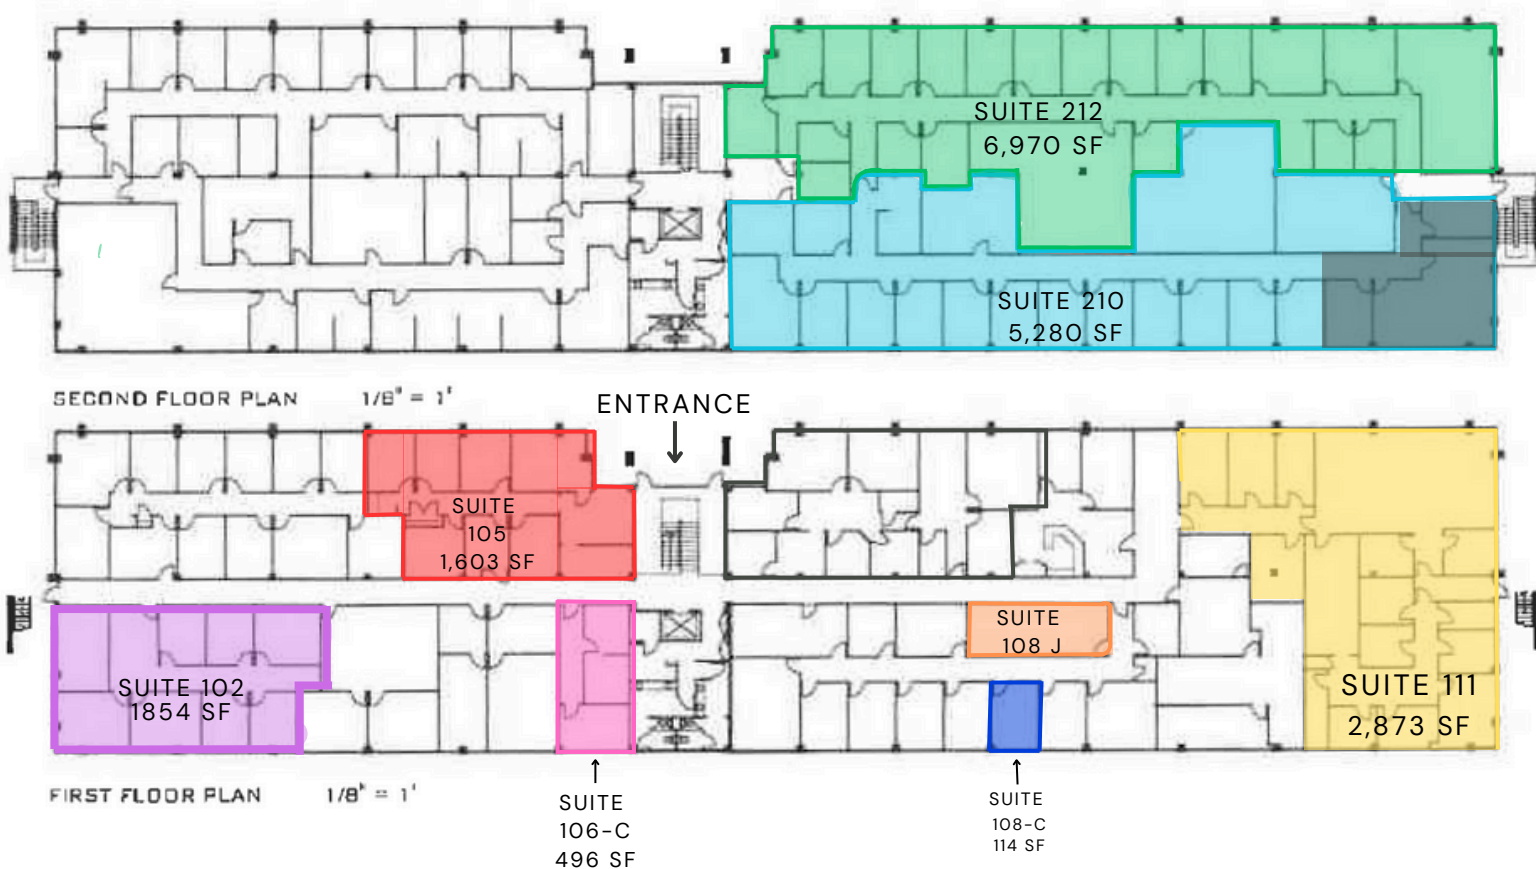 SUITE 212
6,970 SF
SUITE 210
5,280 SF
SECOND FLOOR PLAN 1/8" = 1'
ENTRANCE
SUITE
105
1,603 SF
SUITE
108 J
SUITE 102
1854 SF
SUITE 111
2,873 SF
FIRST FLOOR PLAN 1/8" = 1'
SUITE
106-C
496 SF
SUITE
108-C
114 SF